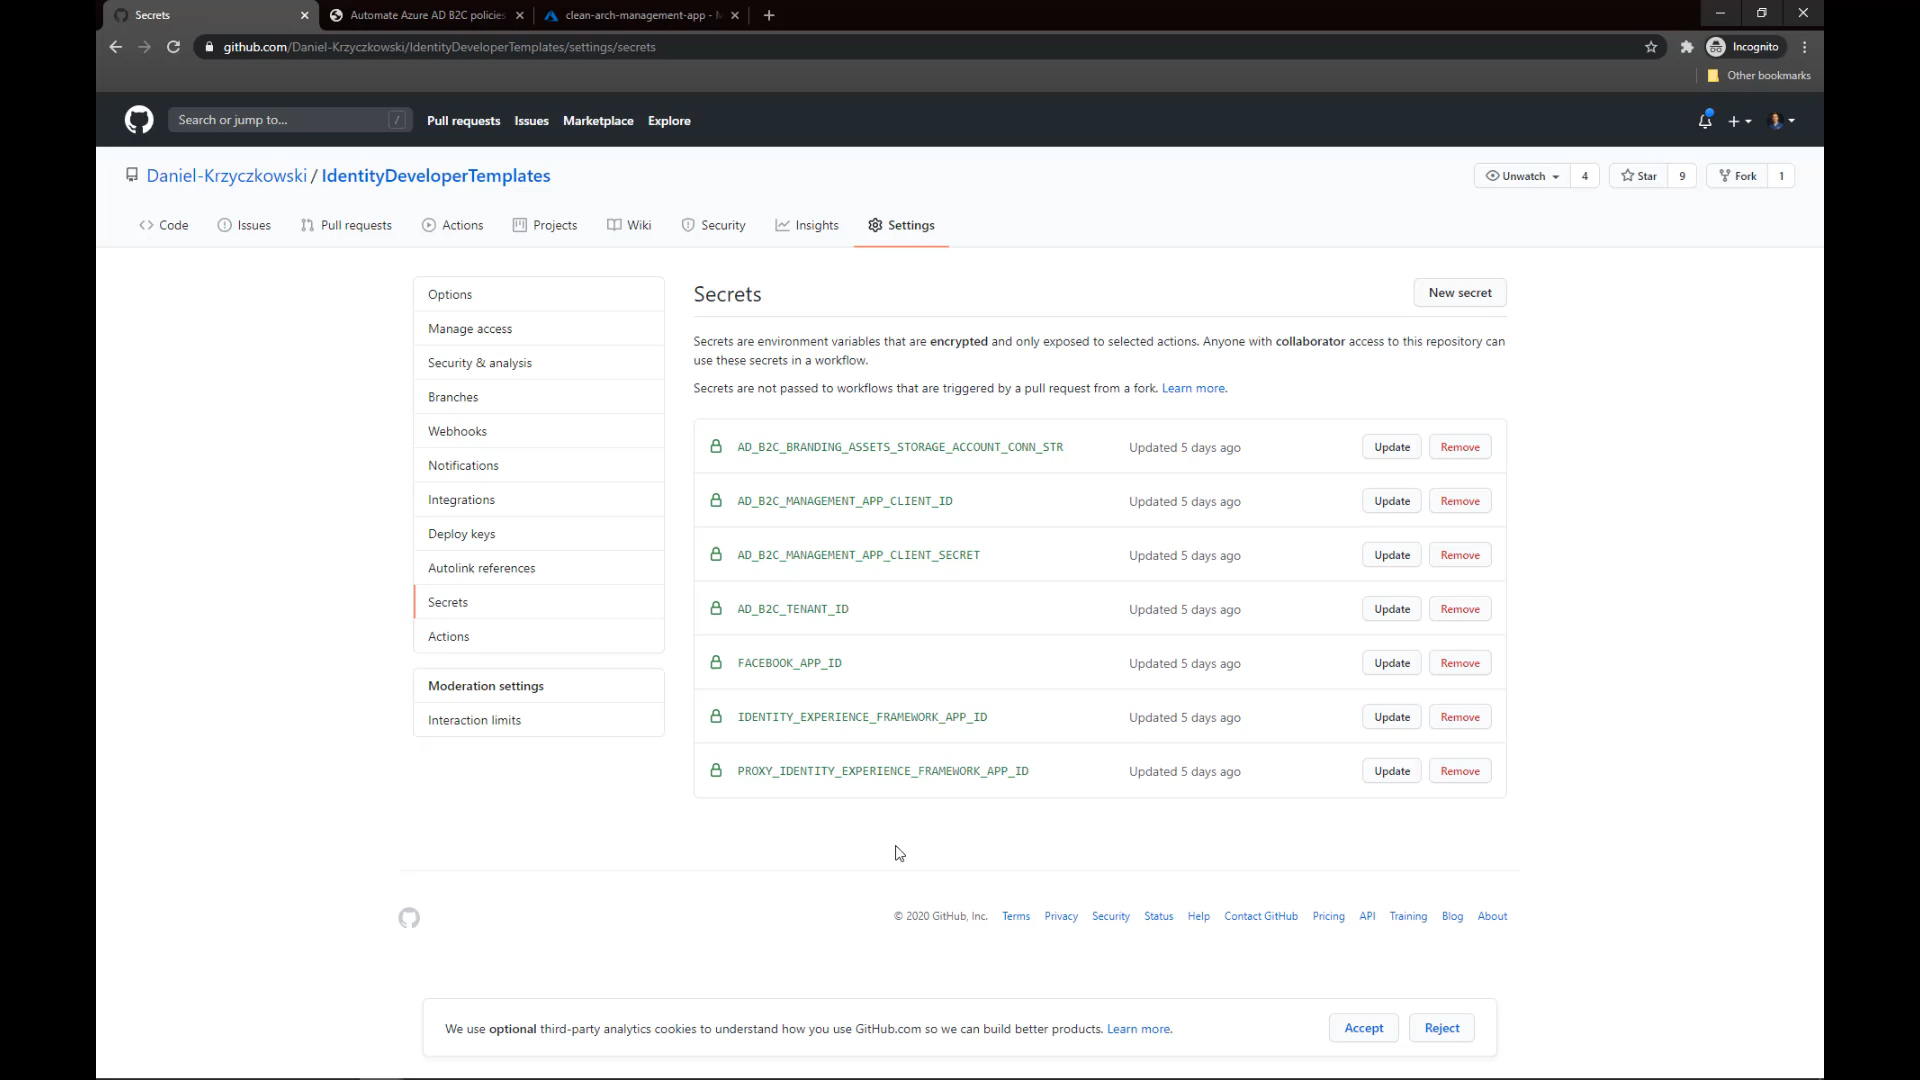 Secrets
Automate Azure AD B2C policies
clean-arch-management-app -
github.com/Daniel-Krzyczkowski/IdentityDeveloperTemplates/settings/secrets
Incognito
Other bookmarks
Search or jump to...
/
Pull requests
Issues
Marketplace
Explore
Daniel-Krzyczkowski / IdentityDeveloperTemplates
Unwatch
4
Star
9
Fork
1
Code
Issues
Pull requests
Actions
Projects
Wiki
Security
Insights
Settings
Options
Manage access
Security & analysis
Branches
Webhooks
Notifications
Integrations
Deploy keys
Autolink references
Secrets
Actions
Moderation settings
Interaction limits
Secrets
New secret
Secrets are environment variables that are encrypted and only exposed to selected actions. Anyone with collaborator access to this repository can
use these secrets in a workflow.
Secrets are not passed to workflows that are triggered by a pull request from a fork. Learn more.
AD_B2C_BRANDING_ASSETS_STORAGE_ACCOUNT_CONN_STR Updated 5 days ago Update Remove
AD_B2C_MANAGEMENT_APP_CLIENT_ID Updated 5 days ago Update Remove
AD_B2C_MANAGEMENT_APP_CLIENT_SECRET Updated 5 days ago Update Remove
AD_B2C_TENANT_ID Updated 5 days ago Update Remove
FACEBOOK_APP_ID Updated 5 days ago Update Remove
IDENTITY_EXPERIENCE_FRAMEWORK_APP_ID Updated 5 days ago Update Remove
PROXY_IDENTITY_EXPERIENCE_FRAMEWORK_APP_ID Updated 5 days ago Update Remove
© 2020 GitHub, Inc. Terms Privacy Security Status Help Contact GitHub Pricing API Training Blog About
We use optional third-party analytics cookies to understand how you use GitHub.com so we can build better products. Learn more.
Accept
Reject